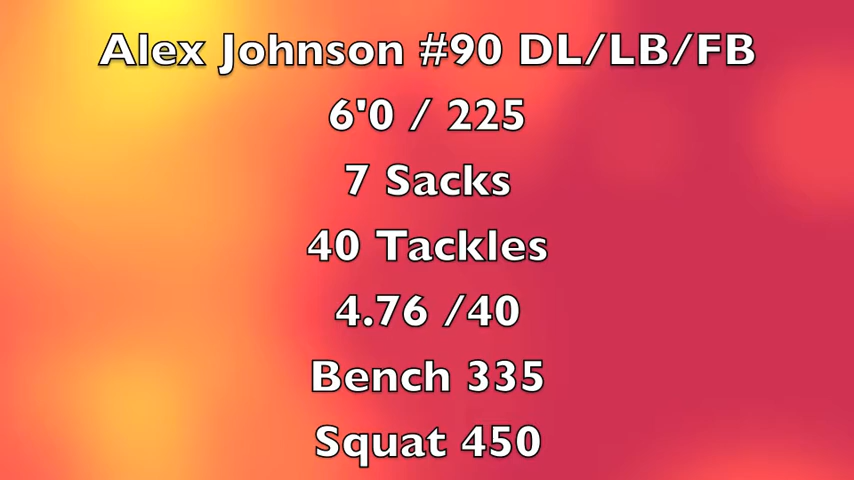 Alex Johnson #90 DL/LB/FB
6'0 / 225
7 Sacks
40 Tackles
4.76 /40
Bench 335
Squat 450